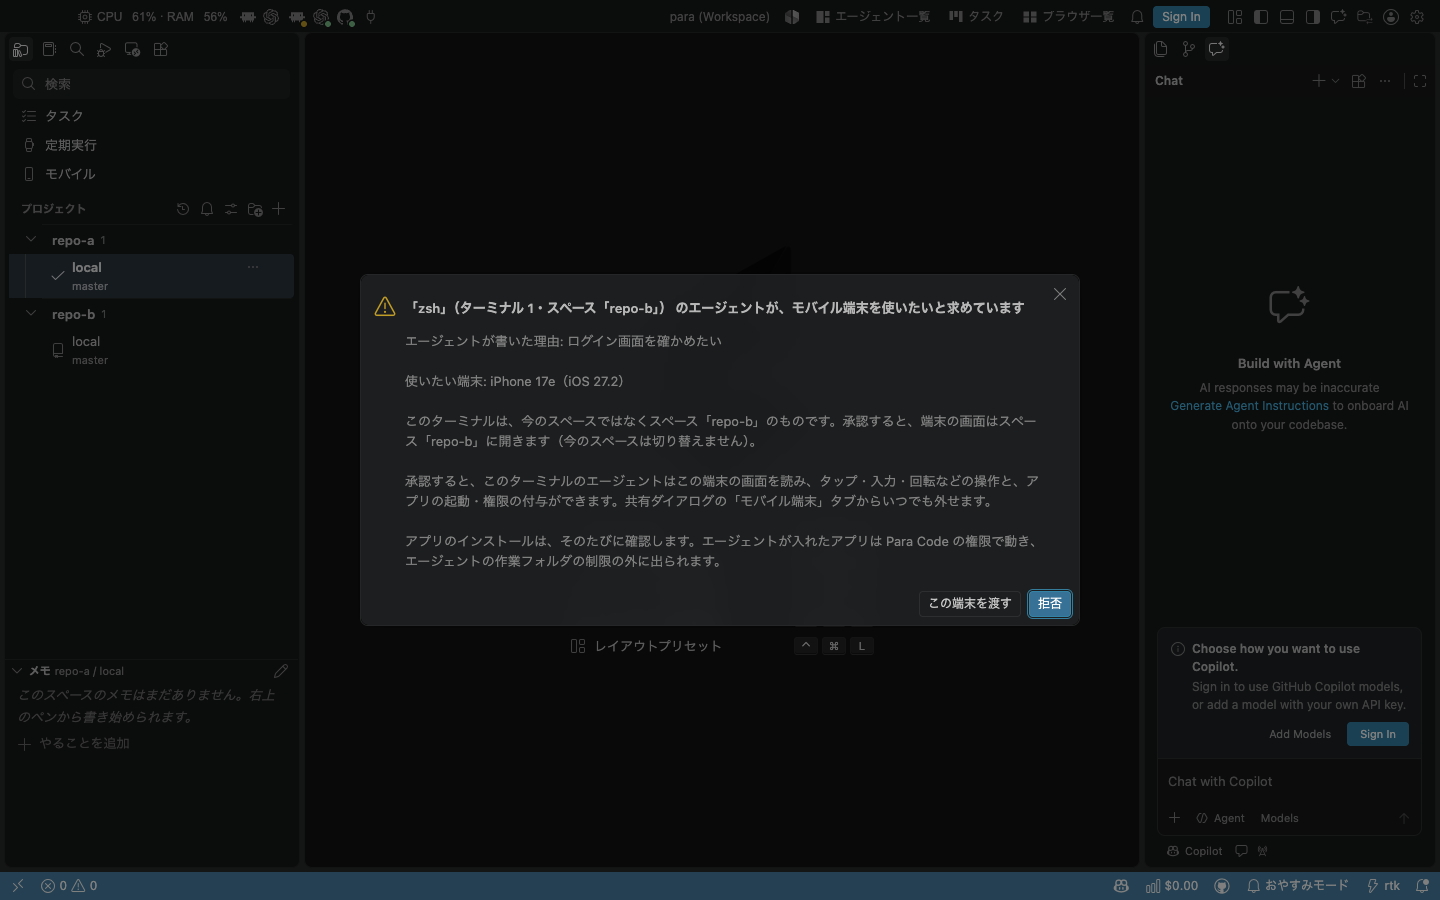 CPU 61% · RAM 56%
para (Workspace)
エージェント一覧
タスク
ブラウザー一覧
Sign In
検索
タスク
定期実行
モバイル
プロジェクト
repo-a 1
local
master
repo-b 1
local
master
メモ repo-a / local
このスペースのメモはまだありません。右上
のペンから書き始められます。
やることを追加
「zsh」（ターミナル 1・スペース「repo-b」） のエージェントが、モバイル端末を使いたいと求めています
エージェントが書いた理由: ログイン画面を確かめたい
使いたい端末: iPhone 17e（iOS 27.2）
このターミナルは、今のスペースではなくスペース「repo-b」のものです。承認すると、端末の画面はスペー
ス「repo-b」に開きます（今のスペースは切り替えません）。
承認すると、このターミナルのエージェントはこの端末の画面を読み、タップ・入力・回転などの操作と、ア
プリの起動・権限の付与ができます。共有ダイアログの「モバイル端末」タブからいつでも外せます。
アプリのインストールは、そのたびに確認します。エージェントが入れたアプリは Para Code の権限で動き、
エージェントの作業フォルダの制限の外に出られます。
この端末を渡す
拒否
レイアウトプリセット
^ ⌘ L
Chat
Build with Agent
AI responses may be inaccurate
Generate Agent Instructions to onboard AI
onto your codebase.
Choose how you want to use
Copilot.
Sign in to use GitHub Copilot models,
or add a model with your own API key.
Add Models
Sign In
Chat with Copilot
Agent
Models
Copilot
0
0
$0.00
おやすみモード
rtk